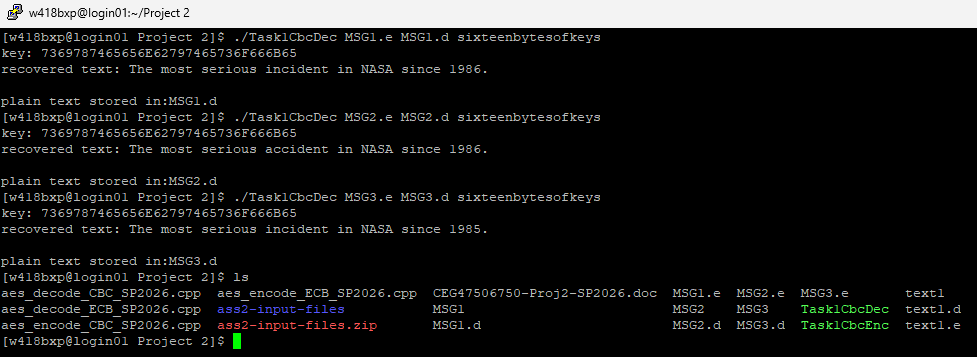 w418bxp@login01:~/Project 2
[w418bxp@login01 Project 2]$ ./Task1CbcDec MSG1.e MSG1.d sixteenbytesofkeys
key: 7369787465656E62797465736F666B65
recovered text: The most serious incident in NASA since 1986.
plain text stored in:MSG1.d
[w418bxp@login01 Project 2]$ ./Task1CbcDec MSG2.e MSG2.d sixteenbytesofkeys
key: 7369787465656E62797465736F666B65
recovered text: The most serious accident in NASA since 1986.
plain text stored in:MSG2.d
[w418bxp@login01 Project 2]$ ./Task1CbcDec MSG3.e MSG3.d sixteenbytesofkeys
key: 7369787465656E62797465736F666B65
recovered text: The most serious incident in NASA since 1985.
plain text stored in:MSG3.d
[w418bxp@login01 Project 2]$ ls
aes_decode_CBC_SP2026.cpp aes_encode_ECB_SP2026.cpp CEG47506750-Proj2-SP2026.doc MSG1.e MSG2.e MSG3.e text1
aes_decode_ECB_SP2026.cpp ass2-input-files MSG1 MSG2 MSG3 Task1CbcDec text1.d
aes_encode_CBC_SP2026.cpp ass2-input-files.zip MSG1.d MSG2.d MSG3.d Task1CbcEnc text1.e
[w418bxp@login01 Project 2]$